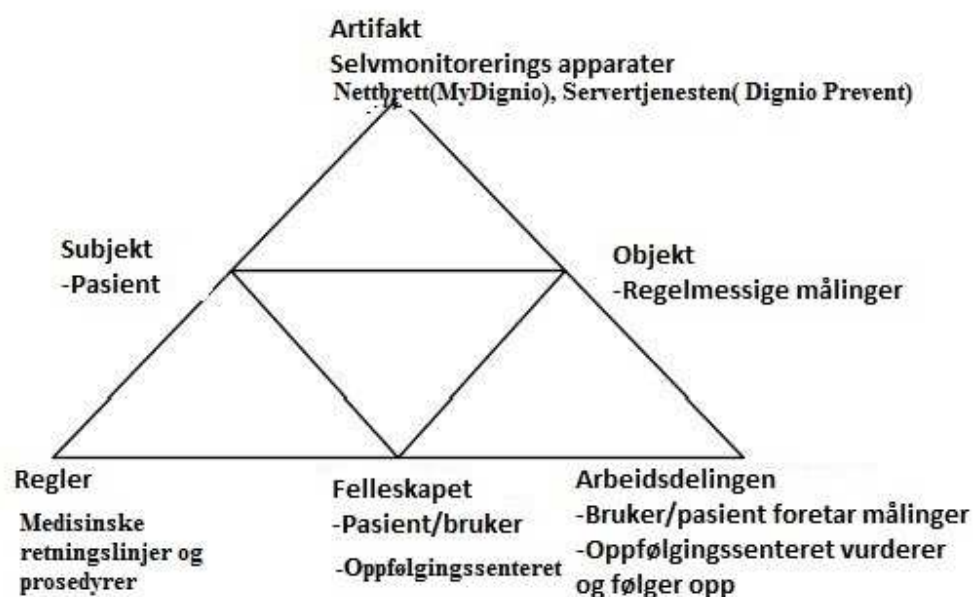 Artifakt
Selvmonitorerings apparater
Nettbrett(MyDignio), Servertjenesten( Dignio Prevent)
Subjekt
-Pasient
Objekt
-Regelmessige målinger
Regler
Medisinske
retningslinjer og
prosedyrer
Felleskapet
-Pasient/bruker
-Oppfølgingssenteret
Arbeidsdelingen
-Bruker/pasient foretar målinger
-Oppfølgingssenteret vurderer
og følger opp